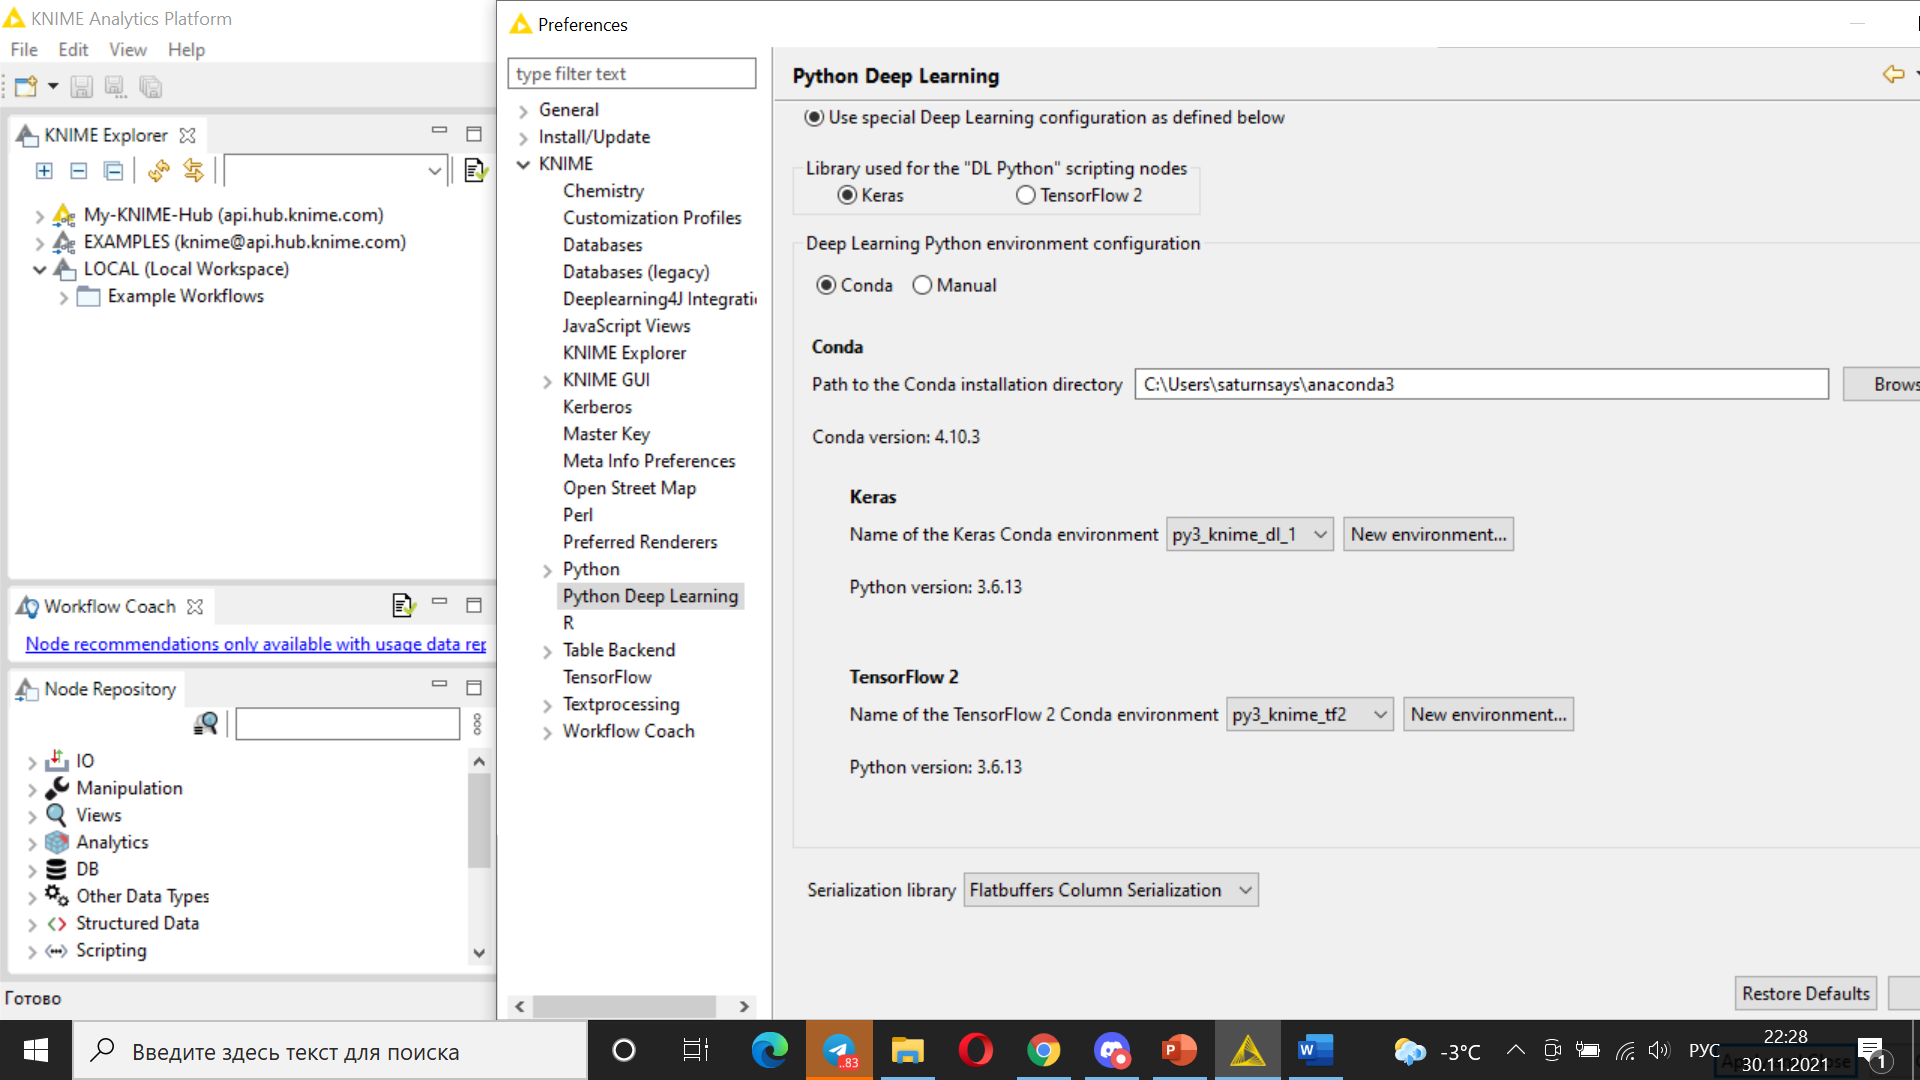 KNIME Analytics Platform
File Edit View Help
KNIME Explorer
My-KNIME-Hub (api.hub.knime.com)
EXAMPLES (knime@api.hub.knime.com)
LOCAL (Local Workspace)
Example Workflows
Workflow Coach
Node recommendations only available with usage data rep
Node Repository
IO
Manipulation
Views
Analytics
DB
Other Data Types
Structured Data
Scripting
Готово
Preferences
type filter text
General
Install/Update
KNIME
Chemistry
Customization Profiles
Databases
Databases (legacy)
Deeplearning4J Integrati
JavaScript Views
KNIME Explorer
KNIME GUI
Kerberos
Master Key
Meta Info Preferences
Open Street Map
Perl
Preferred Renderers
Python
Python Deep Learning
R
Table Backend
TensorFlow
Textprocessing
Workflow Coach
Python Deep Learning
Use special Deep Learning configuration as defined below
Library used for the "DL Python" scripting nodes
Keras TensorFlow 2
Deep Learning Python environment configuration
Conda Manual
Conda
Path to the Conda installation directory C:\Users\saturnsays\anaconda3 Brows
Conda version: 4.10.3
Keras
Name of the Keras Conda environment py3_knime_dl_1 New environment...
Python version: 3.6.13
TensorFlow 2
Name of the TensorFlow 2 Conda environment py3_knime_tf2 New environment...
Python version: 3.6.13
Serialization library Flatbuffers Column Serialization
Restore Defaults
Введите здесь текст для поиска
..83
-3°C
РУС
22:28
30.11.2021
1